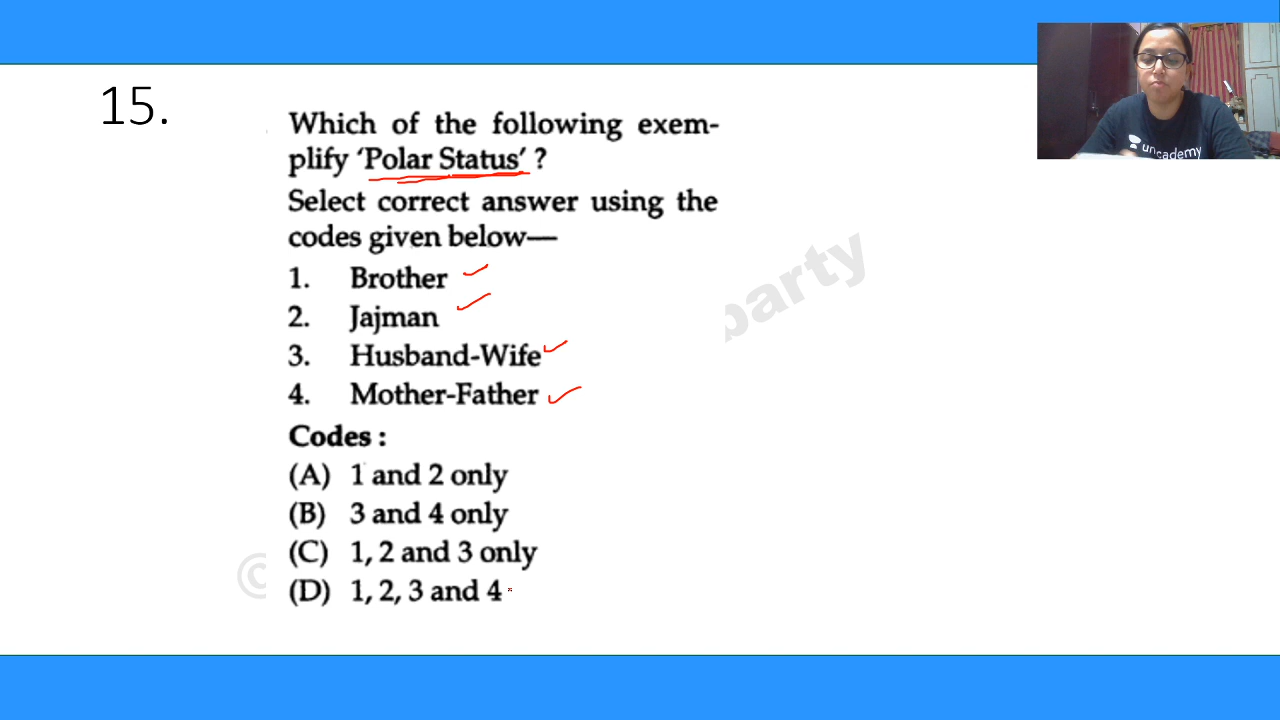 15.
Which of the following exem-
plify 'Polar Status' ?
Select correct answer using the
codes given below—
1. Brother
2. Jajman
3. Husband-Wife
4. Mother-Father
Codes :
(A) 1 and 2 only
(B) 3 and 4 only
(C) 1, 2 and 3 only
(D) 1, 2, 3 and 4
party
©
unacademy